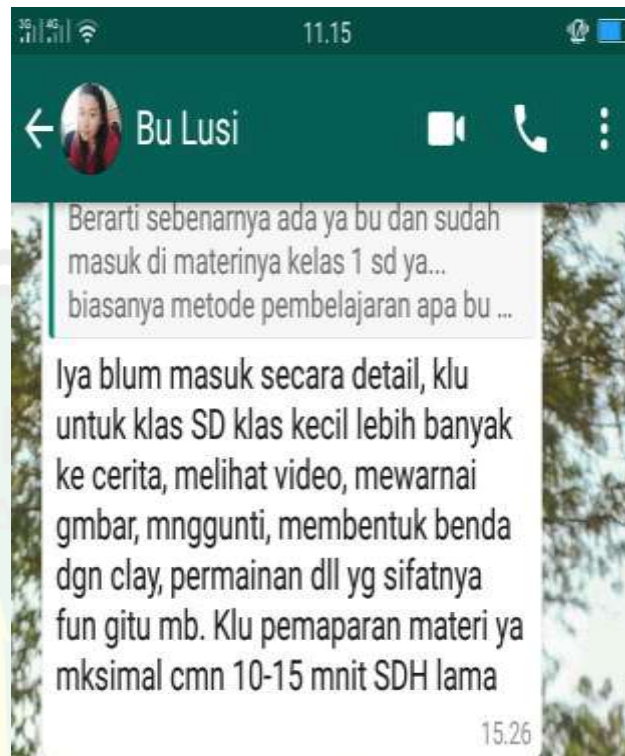 3G 4G 11.15
Bu Lusi
Berarti sebenarnya ada ya bu dan sudah
masuk di materinya kelas 1 sd ya...
biasanya metode pembelajaran apa bu ...
Iya blum masuk secara detail, klu
untuk klas SD klas kecil lebih banyak
ke cerita, melihat video, mewarnai
gmbar, mnggunti, membentuk benda
dgn clay, permainan dll yg sifatnya
fun gitu mb. Klu pemaparan materi ya
mksimal cmn 10-15 mnit SDH lama
15.26